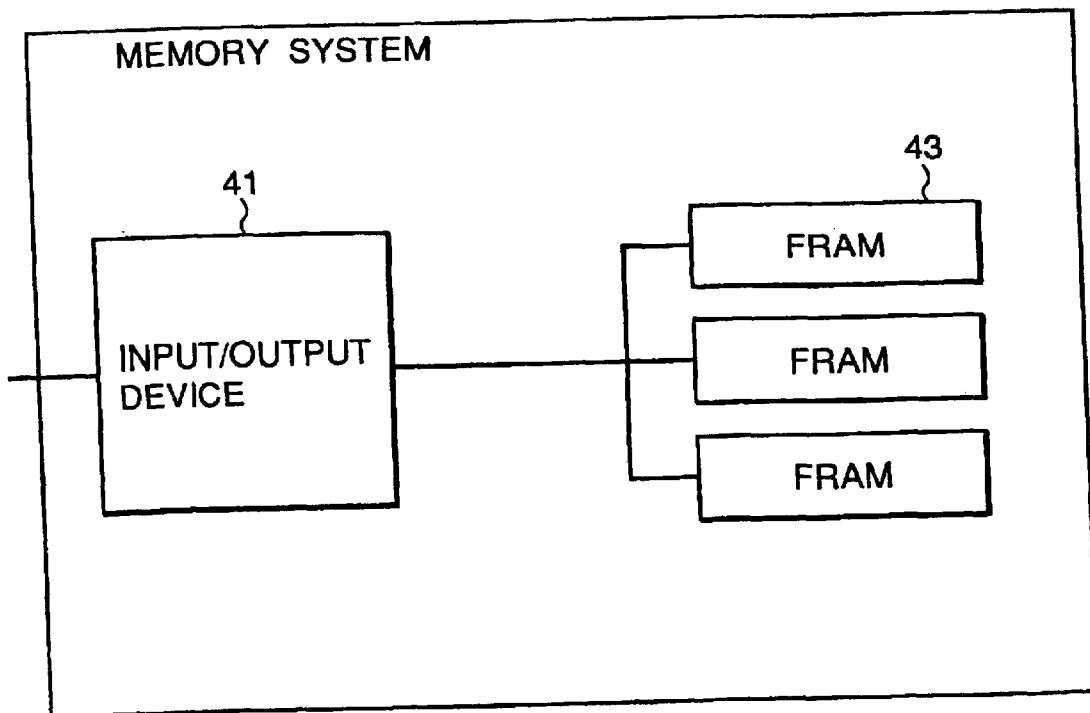 MEMORY SYSTEM
41
43
FRAM
INPUT/OUTPUT
DEVICE
FRAM
FRAM